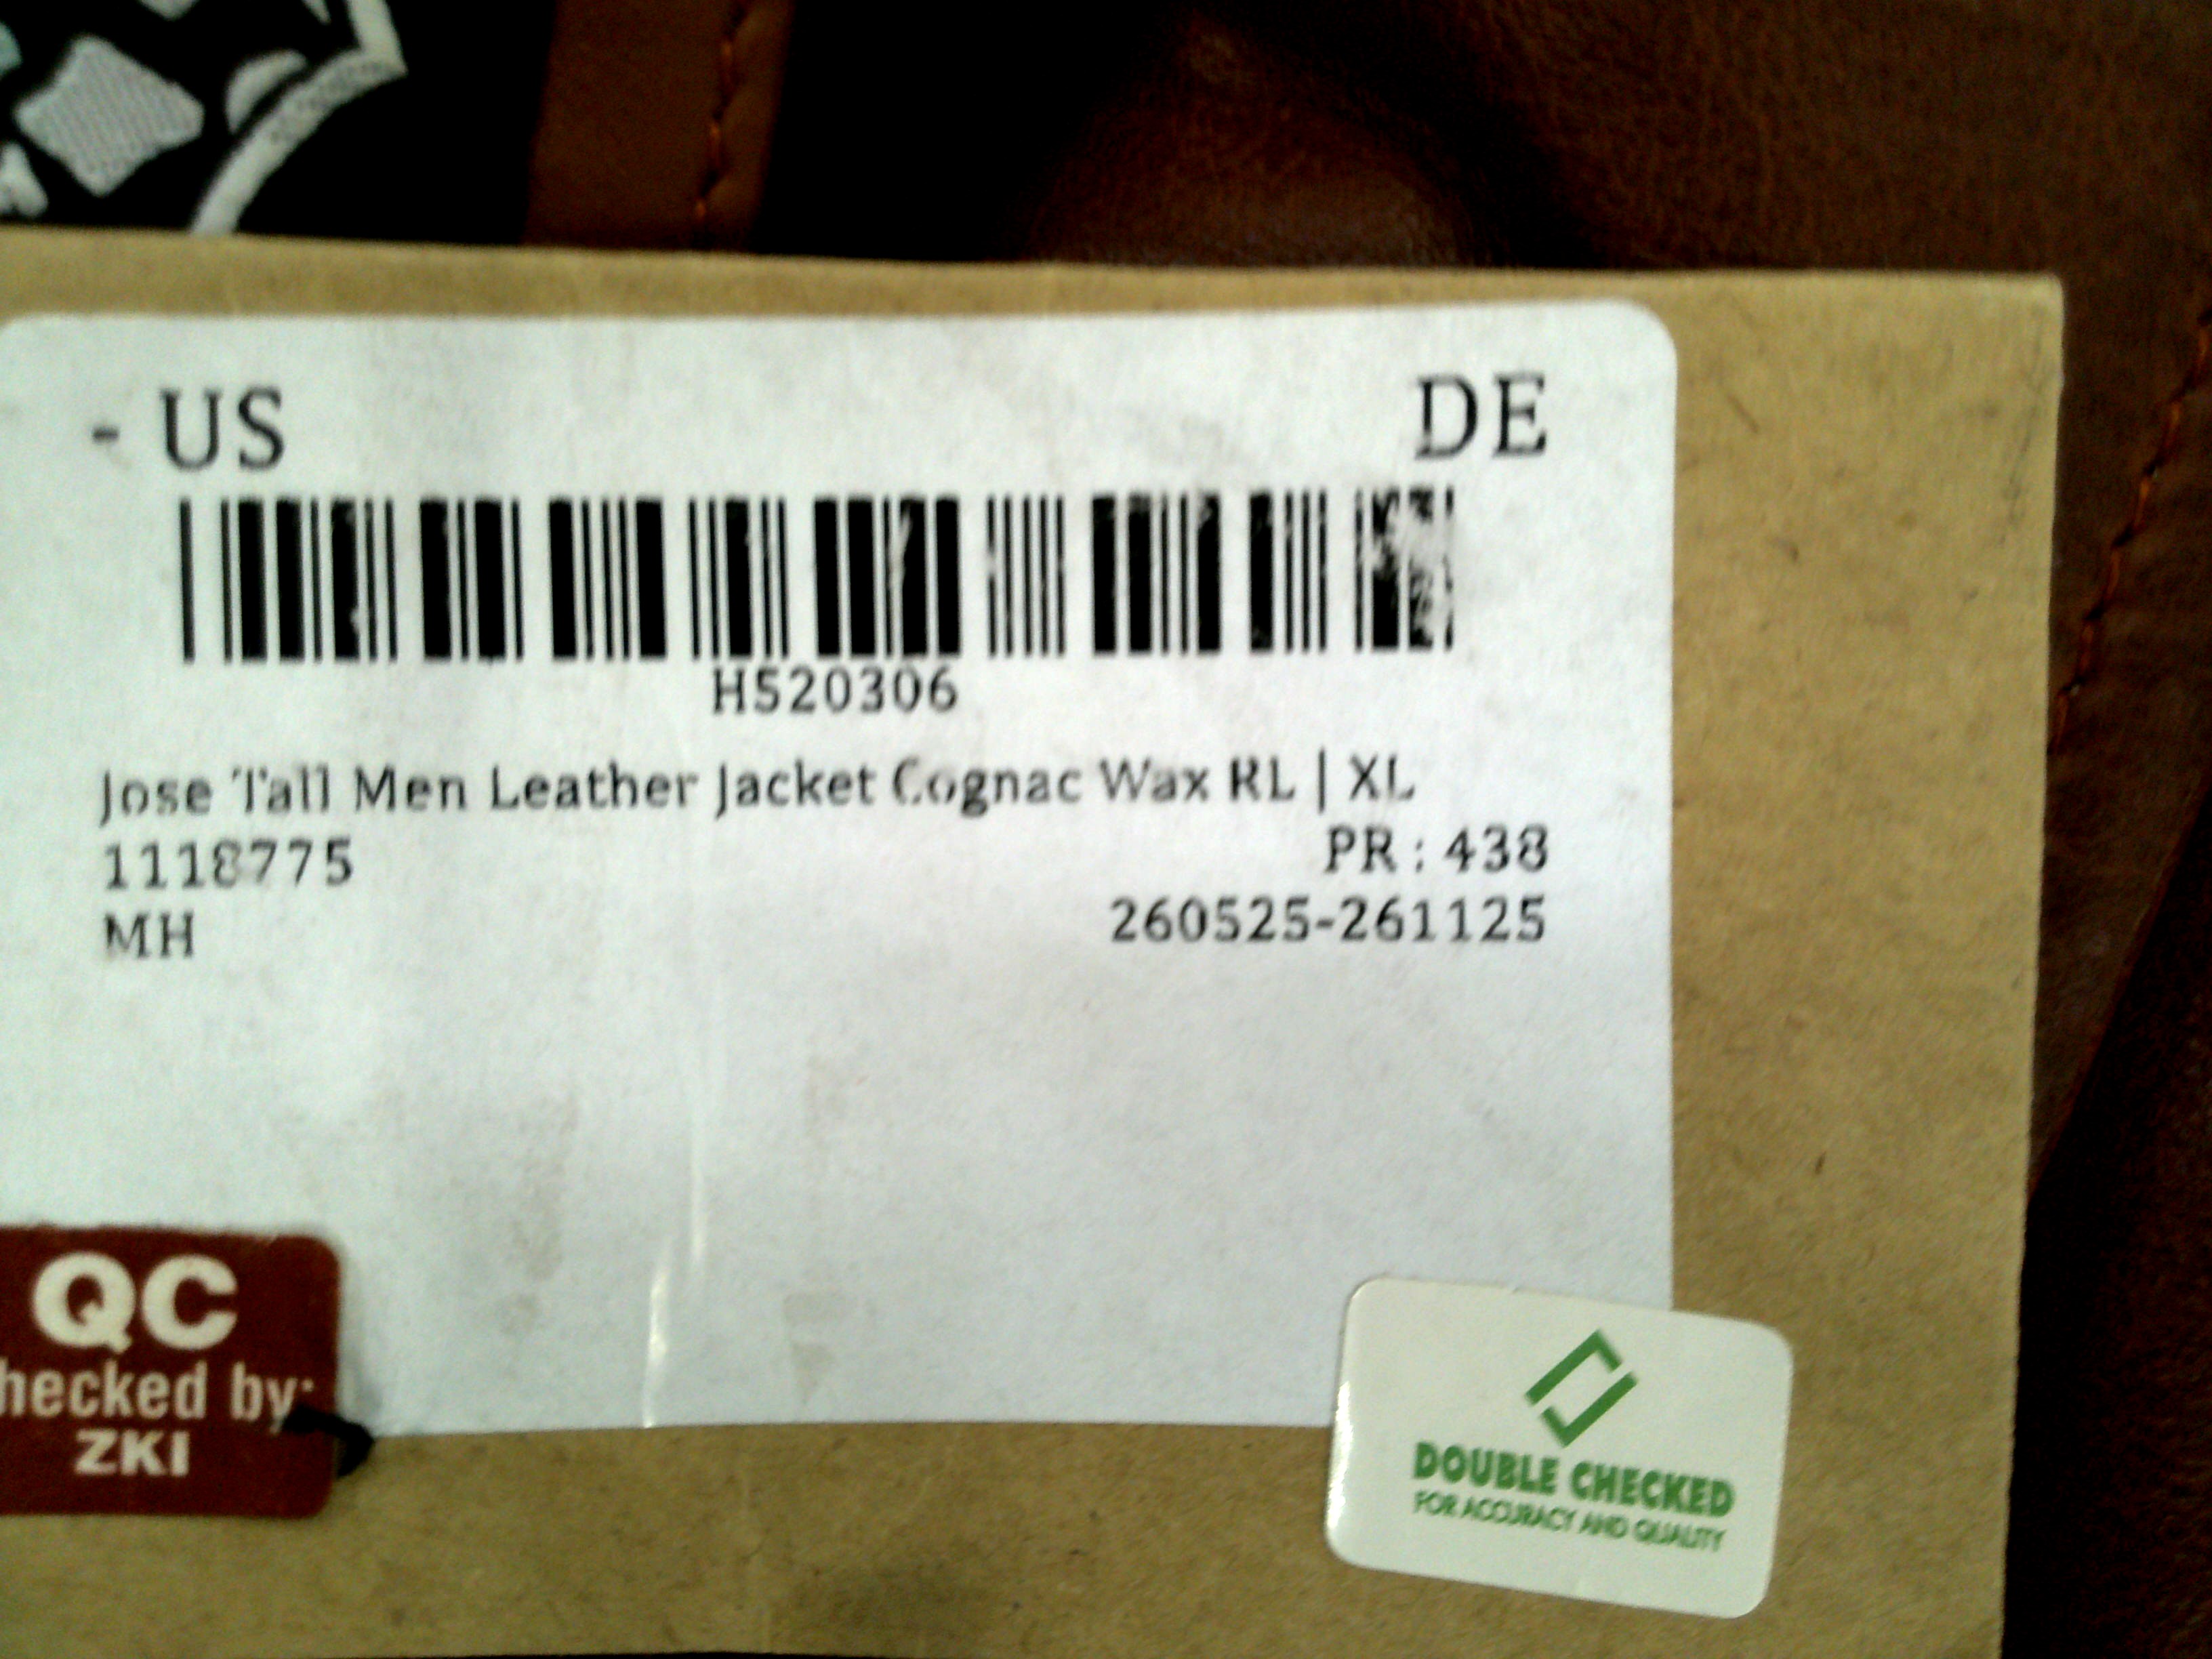 - US DE
H520306
Jose Tall Men Leather Jacket Cognac Wax RL | XL
1118775 PR : 438
MH 260525-261125
QC
hecked by:
ZKI
DOUBLE CHECKED
FOR ACCURACY AND QUALITY